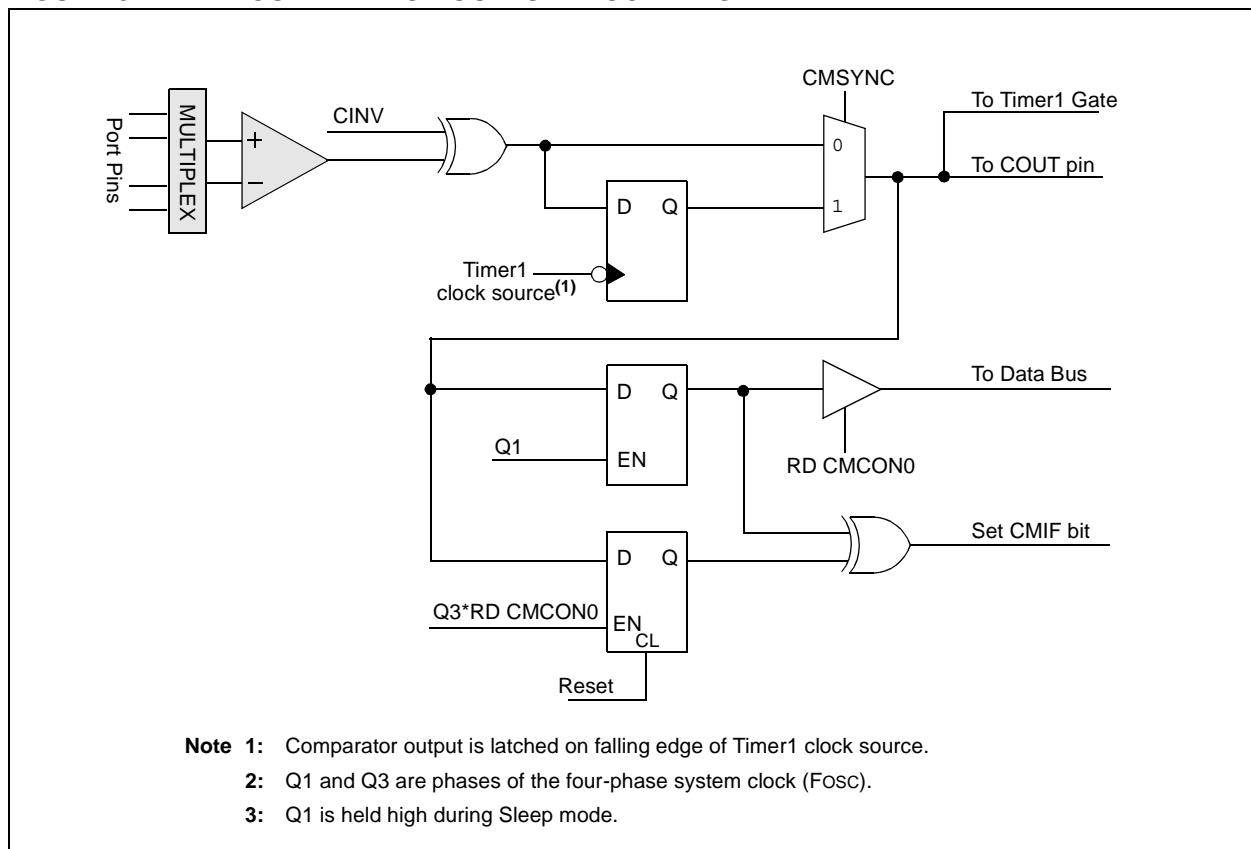 CMSYNC
To Timer1 Gate
CINV
MULTIPLEX
Port Pins
+
−
0
To COUT pin
D Q
1
Timer1
clock source(1)
D Q
To Data Bus
Q1
EN
RD CMCON0
Set CMIF bit
D Q
Q3*RD CMCON0
EN
CL
Reset
Note 1: Comparator output is latched on falling edge of Timer1 clock source.
2: Q1 and Q3 are phases of the four-phase system clock (FOSC).
3: Q1 is held high during Sleep mode.